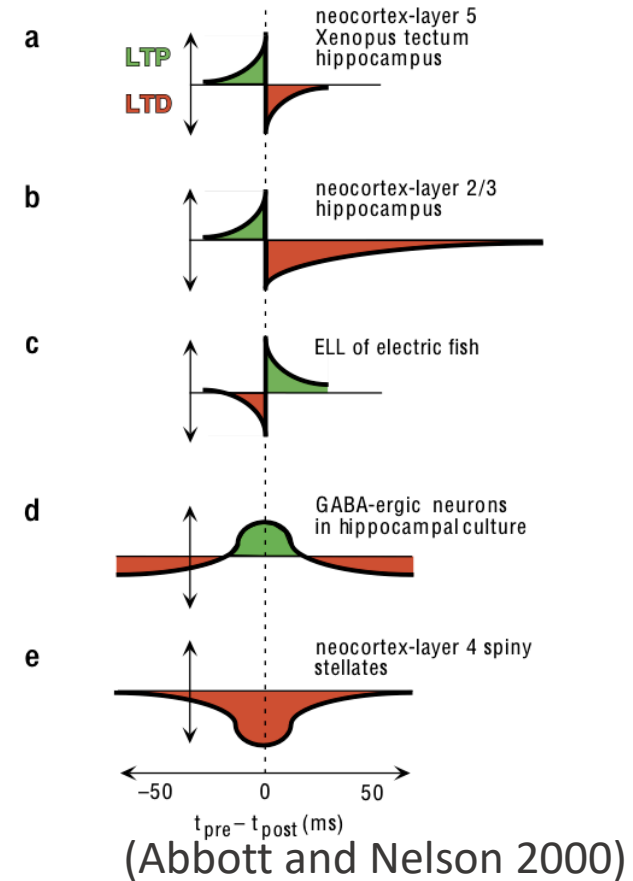 a
neocortex-layer 5
Xenopus tectum
hippocampus
LTP
LTD
b
neocortex-layer 2/3
hippocampus
c
ELL of electric fish
d
GABA-ergic neurons
in hippocampal culture
e
neocortex-layer 4 spiny
stellates
−50 0 50
t pre − t post (ms)
(Abbott and Nelson 2000)